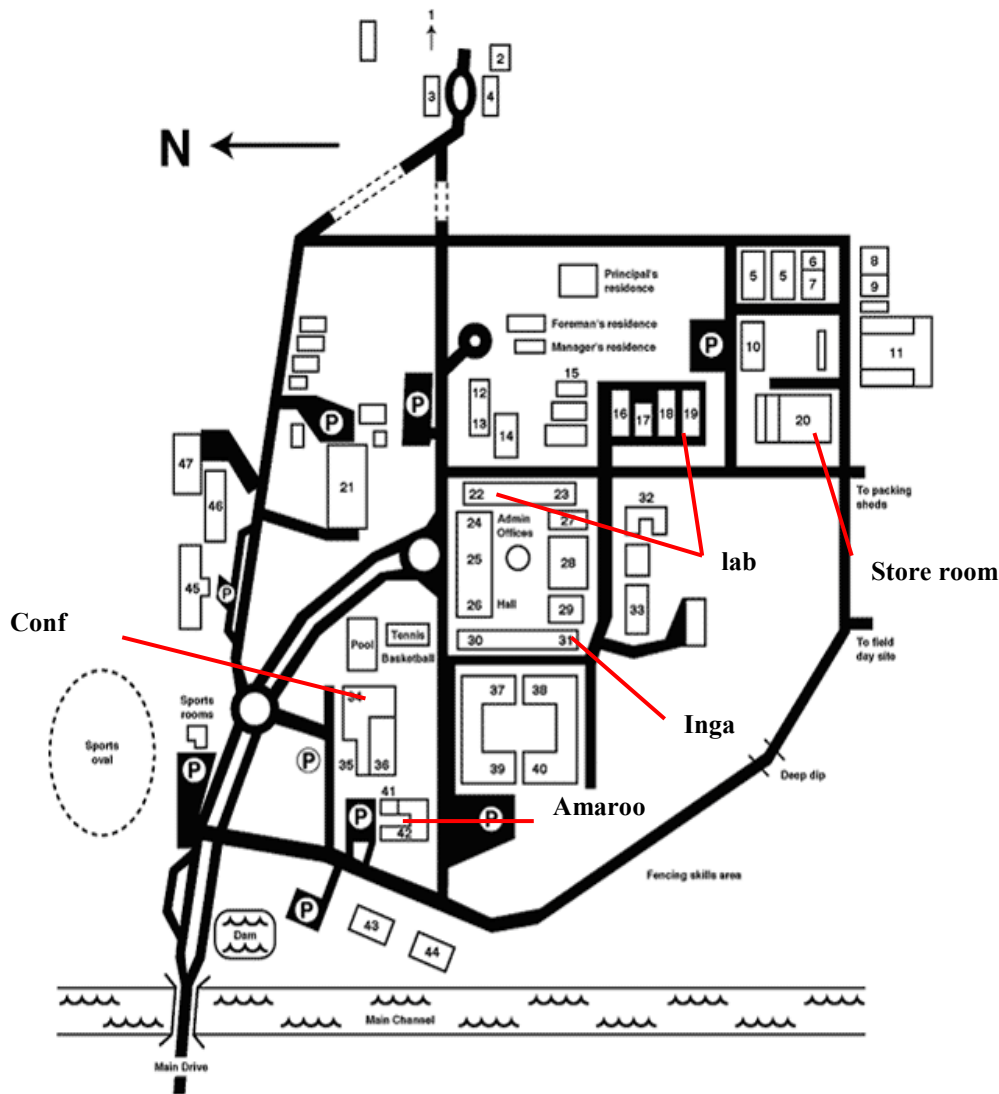 1
2
3
4
N
Principal's
residence
5
5
6
7
8
9
Foreman's residence
Manager's residence
P
10
11
15
12
13
14
16
17
18
19
20
P
P
47
46
21
22
23
32
To packing
sheds
24
Admin
Offices
27
25
28
lab
Store room
45
P
26
Hall
29
33
Conf
Pool
Tennis
Basketball
30
31
To field
day site
34
37
38
Inga
Sports
rooms
Sports
oval
P
P
35
36
39
40
Deep dip
41
42
P
P
Amaroo
Fencing skills area
P
43
44
Dam
Main Channel
Main Drive